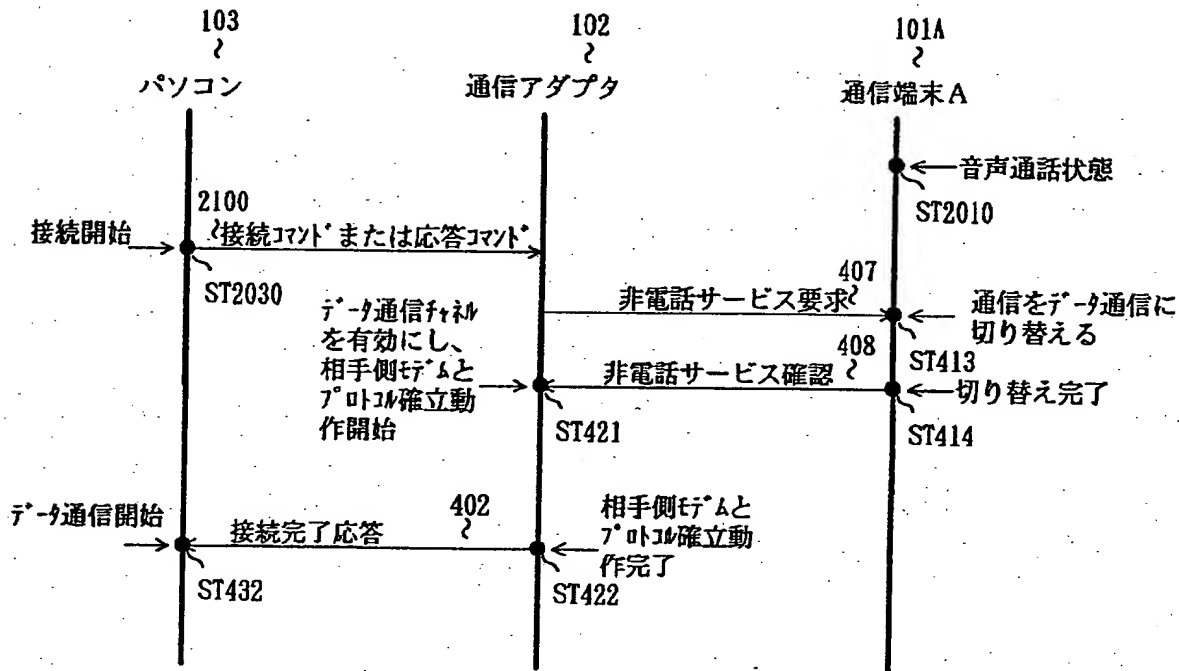 103
102
101A
パソコン
通信アダプタ
通信端末A
音声通話状態
ST2010
2100
接続開始
接続コマンドまたは応答コマンド
ST2030
407
非電話サービス要求
通信をデータ通信に
切り替える
ST413
データ通信チャネル
を有効にし、
相手側モデムと
プロトコル確立動
作開始
408
非電話サービス確認
切り替え完了
ST421
ST414
データ通信開始
接続完了応答
402
相手側モデムと
プロトコル確立動
作完了
ST432
ST422